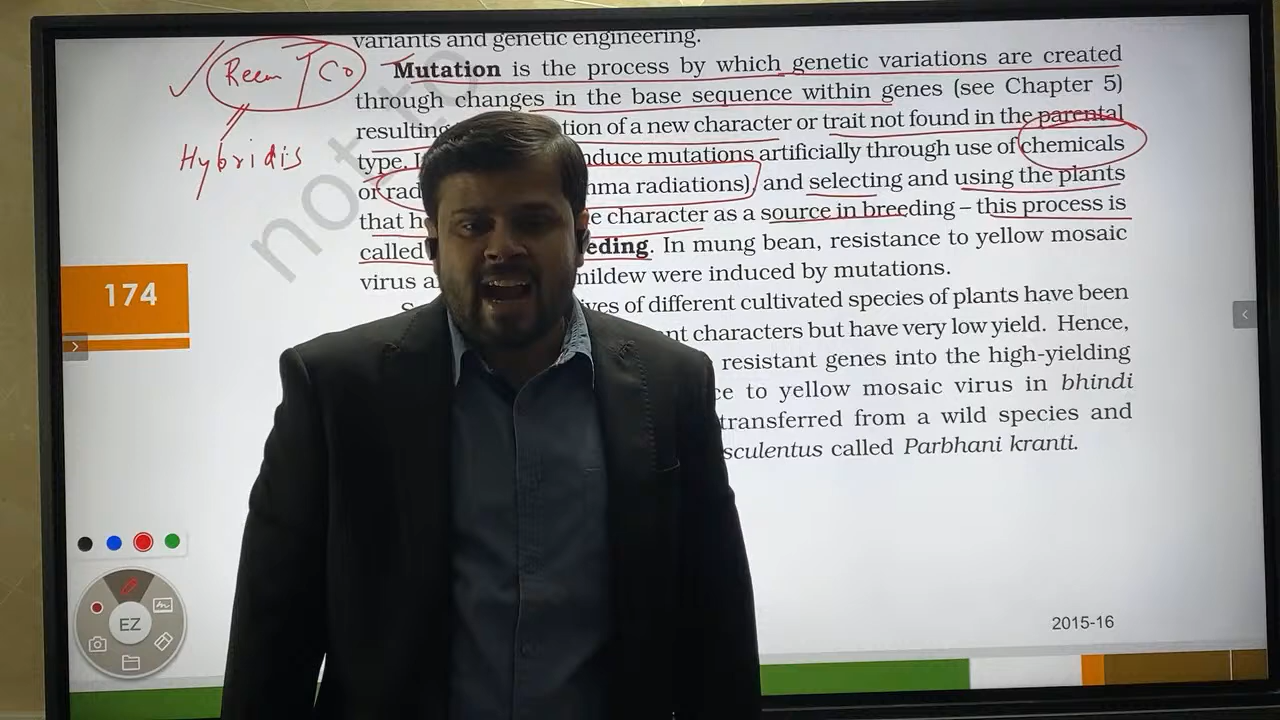 variants and genetic engineering.
Mutation is the process by which genetic variations are created
through changes in the base sequence within genes (see Chapter 5)
resulting tion of a new character or trait not found in the parental
type. I nduce mutations artificially through use of chemicals
or rad mma radiations), and selecting and using the plants
that h e character as a source in breeding – this process is
called eding. In mung bean, resistance to yellow mosaic
virus a mildew were induced by mutations.
S ves of different cultivated species of plants have been
nt characters but have very low yield. Hence,
resistant genes into the high-yielding
ce to yellow mosaic virus in bhindi
transferred from a wild species and
sculentus called Parbhani kranti.
Hybridis
not to
174
EZ
2015-16